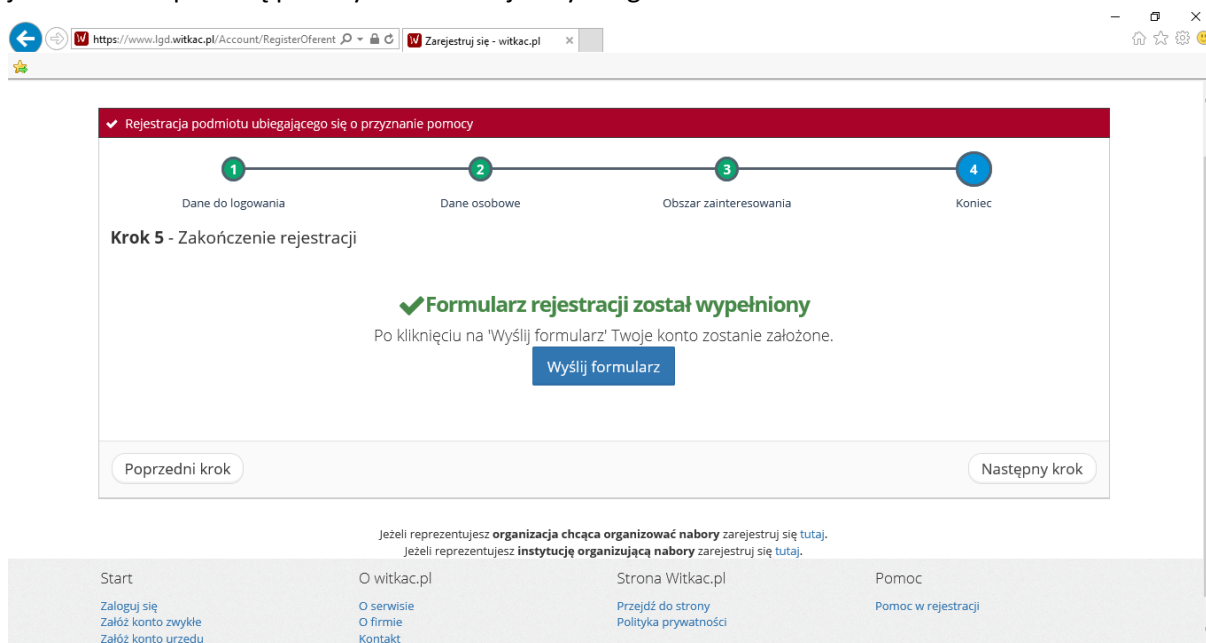 https://www.lgd.witkac.pl/Account/RegisterOferent
Zarejestruj się - witkac.pl
Rejestracja podmiotu ubiegającego się o przyznanie pomocy
1 2 3 4
Dane do logowania Dane osobowe Obszar zainteresowania Koniec
Krok 5 - Zakończenie rejestracji
Formularz rejestracji został wypełniony
Po kliknięciu na 'Wyślij formularz' Twoje konto zostanie założone.
Wyślij formularz
Poprzedni krok Następny krok
Jeżeli reprezentujesz organizacja chcąca organizować nabory zarejestruj się tutaj.
Jeżeli reprezentujesz instytucję organizującą nabory zarejestruj się tutaj.
Start O witkac.pl Strona Witkac.pl Pomoc
Zaloguj się O serwisie Przejdź do strony Pomoc w rejestracji
Załóż konto zwykłe O firmie Polityka prywatności
Załóż konto urzędu Kontakt